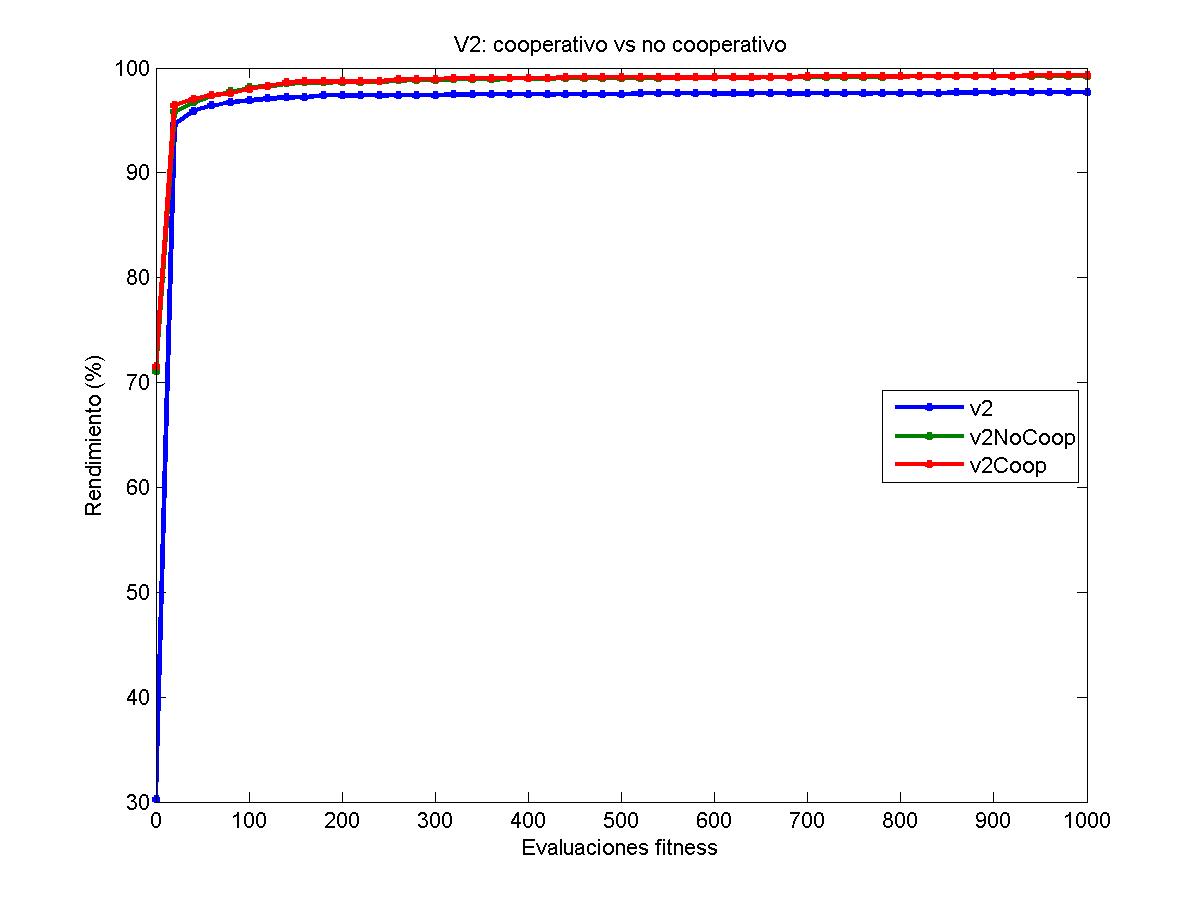 V2: cooperativo vs no cooperativo
100
90
80
70
60
50
40
30
Rendimiento (%)
v2
v2NoCoop
v2Coop
0 100 200 300 400 500 600 700 800 900 1000
Evaluaciones fitness